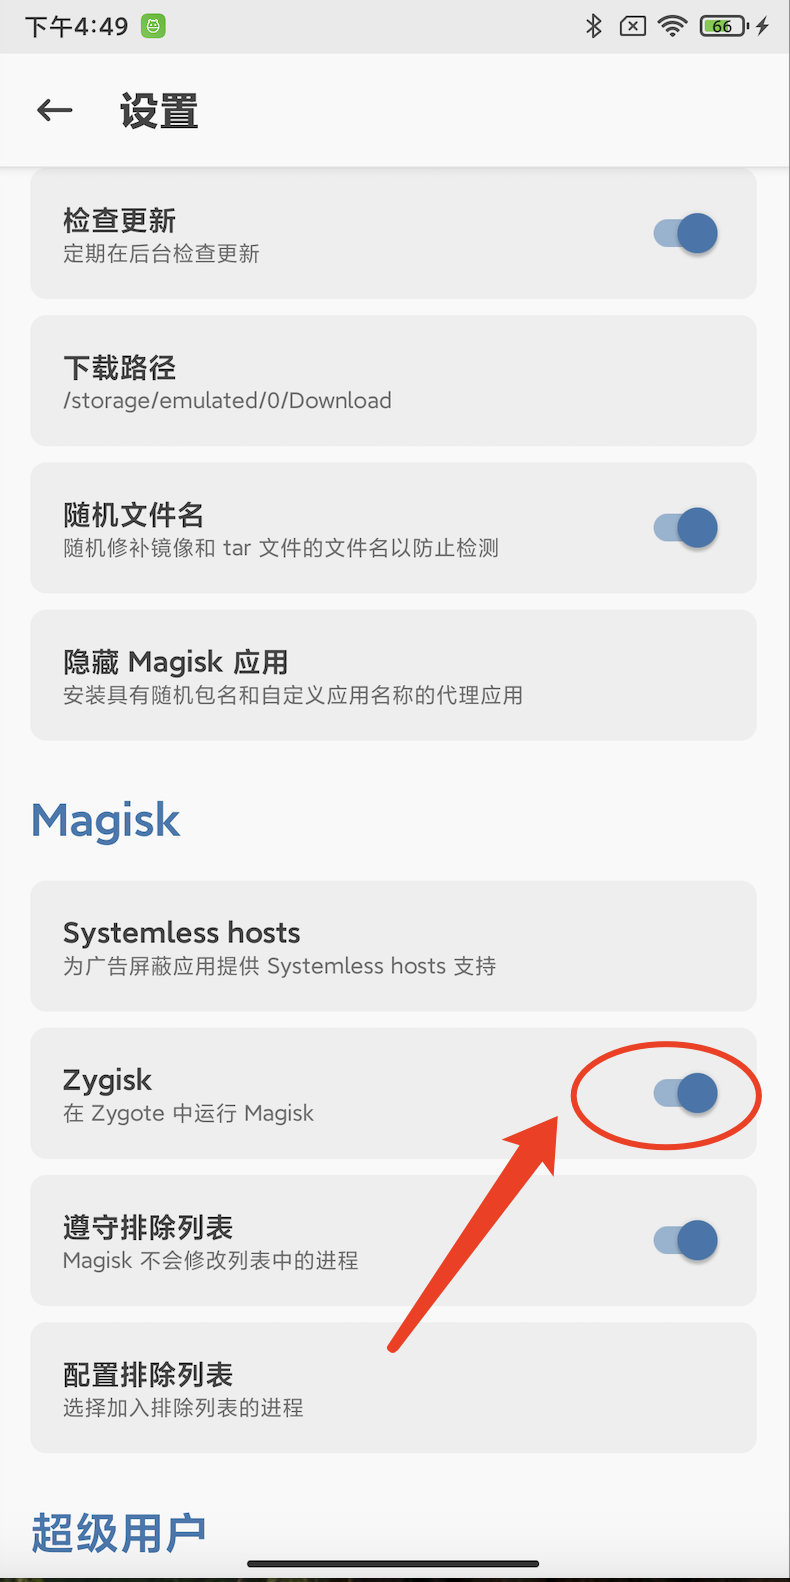 下午4:49
66
设置
检查更新
定期在后台检查更新
下载路径
/storage/emulated/0/Download
随机文件名
随机修补镜像和 tar 文件的文件名以防止检测
隐藏 Magisk 应用
安装具有随机包名和自定义应用名称的代理应用
Magisk
Systemless hosts
为广告屏蔽应用提供 Systemless hosts 支持
Zygisk
在 Zygote 中运行 Magisk
遵守排除列表
Magisk 不会修改列表中的进程
配置排除列表
选择加入排除列表的进程
超级用户